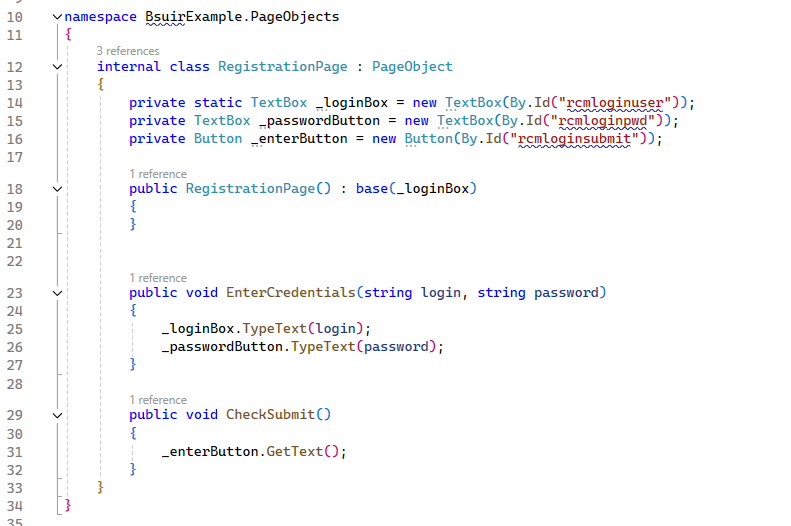 10 namespace BsuirExample.PageObjects
11 {
3 references
12 internal class RegistrationPage : PageObject
13 {
14 private static TextBox _loginBox = new TextBox(By.Id("rcmloginuser"));
15 private TextBox _passwordButton = new TextBox(By.Id("rcmloginpwd"));
16 private Button _enterButton = new Button(By.Id("rcmloginsubmit"));
17
1 reference
18 public RegistrationPage() : base(_loginBox)
19 {
20 }
21
22
1 reference
23 public void EnterCredentials(string login, string password)
24 {
25 _loginBox.TypeText(login);
26 _passwordButton.TypeText(password);
27 }
28
1 reference
29 public void CheckSubmit()
30 {
31 _enterButton.GetText();
32 }
33 }
34 }
35